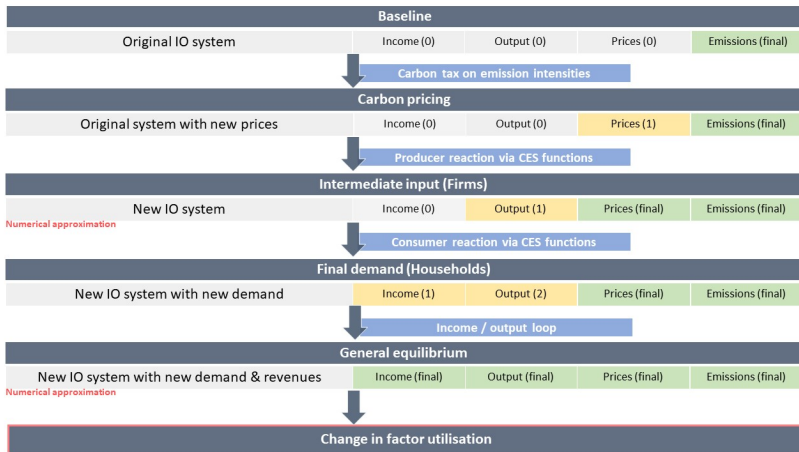 Baseline
Original IO system Income (0) Output (0) Prices (0) Emissions (final)
Carbon tax on emission intensities
Carbon pricing
Original system with new prices Income (0) Output (0) Prices (1) Emissions (final)
Producer reaction via CES functions
Intermediate input (Firms)
New IO system Income (0) Output (1) Prices (final) Emissions (final)
Numerical approximation
Consumer reaction via CES functions
Final demand (Households)
New IO system with new demand Income (1) Output (2) Prices (final) Emissions (final)
Income / output loop
General equilibrium
New IO system with new demand & revenues Income (final) Output (final) Prices (final) Emissions (final)
Numerical approximation
Change in factor utilisation